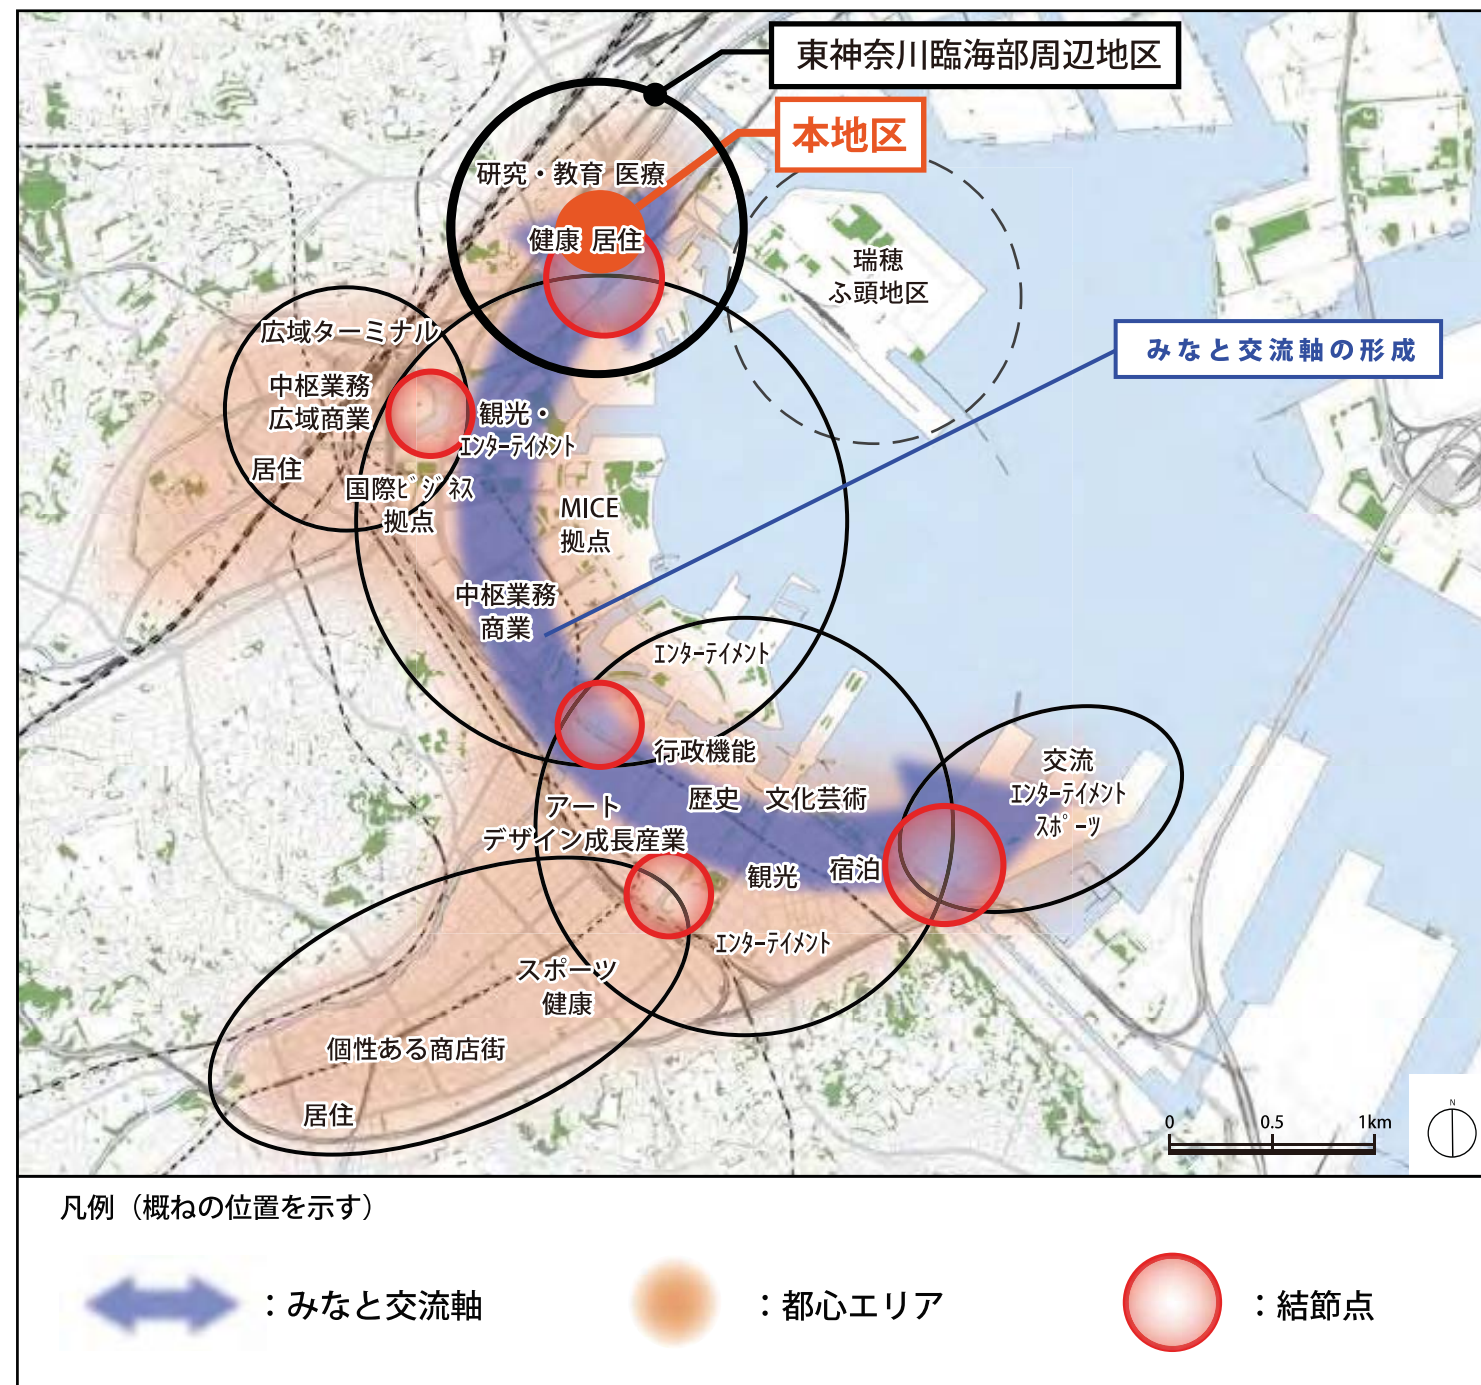 東神奈川臨海部周辺地区
本地区
研究・教育 医療
健康 居住
瑞穂
ふ頭地区
みなと交流軸の形成
広域ターミナル
中枢業務
広域商業
居住
観光・
エンターテイメント
国際ビジネス
拠点
MICE
拠点
中枢業務
商業
エンターテイメント
行政機能
交流
エンターテイメント
スポーツ
歴史 文化芸術
アート
デザイン成長産業
観光 宿泊
エンターテイメント
スポーツ
健康
個性ある商店街
居住
0 0.5 1km
N
凡例（概ねの位置を示す）
：みなと交流軸
：都心エリア
：結節点